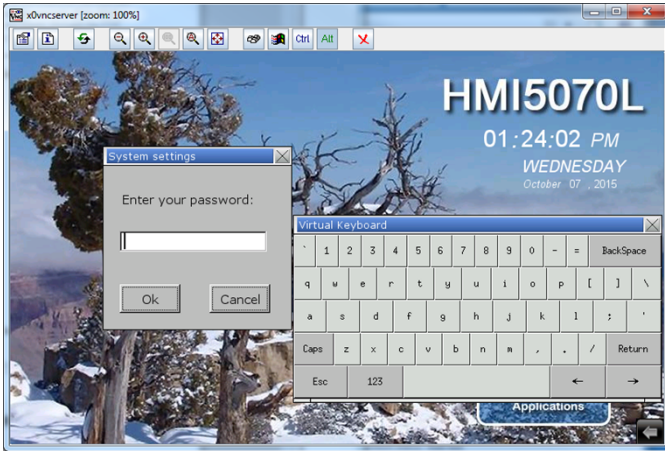 x0vncserver [zoom: 100%]
Ctrl Alt
HMI5070L
01:24:02 PM
WEDNESDAY
October 07 , 2015
System settings
Enter your password:
Ok Cancel
Virtual Keyboard
` 1 2 3 4 5 6 7 8 9 0 - = BackSpace
q w e r t y u i o p [ ] \
a s d f g h j k l ; '
Caps z x c v b n m , . / Return
Esc 123 ← →
Applications